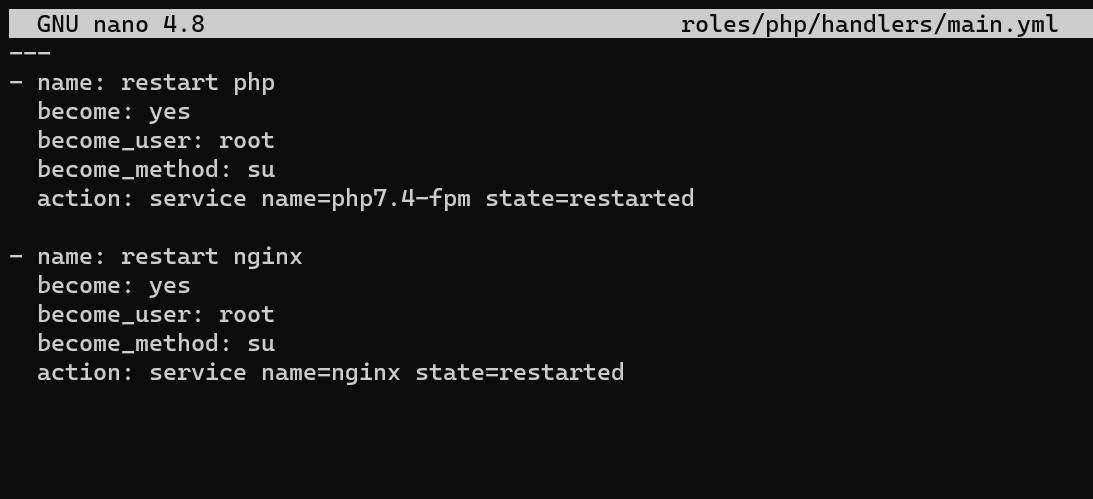 GNU nano 4.8 roles/php/handlers/main.yml
---
- name: restart php
  become: yes
  become_user: root
  become_method: su
  action: service name=php7.4-fpm state=restarted

- name: restart nginx
  become: yes
  become_user: root
  become_method: su
  action: service name=nginx state=restarted